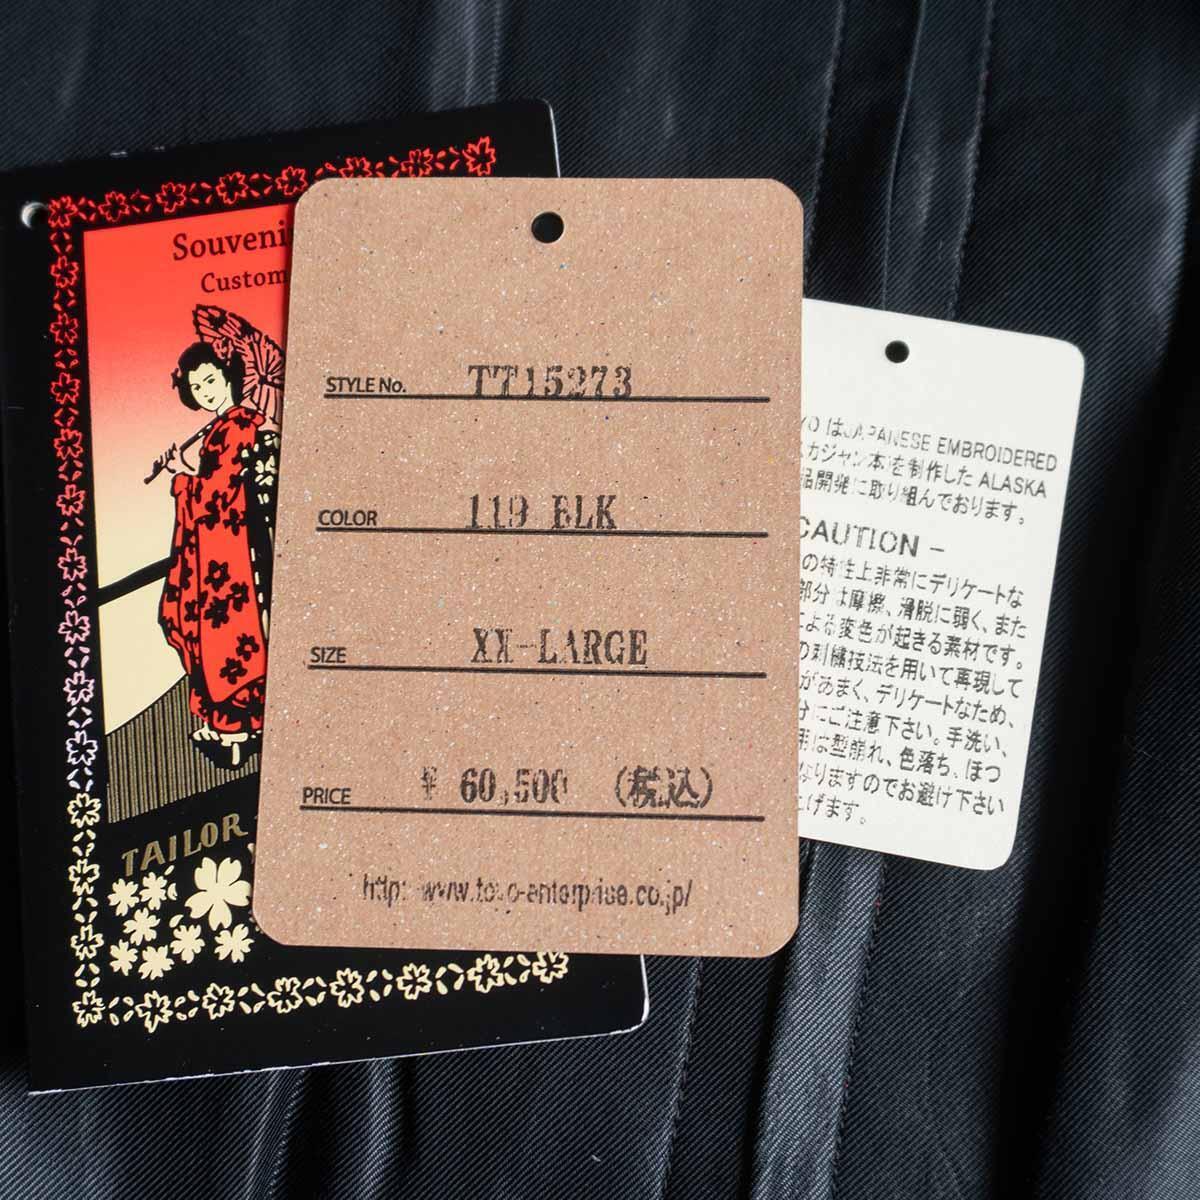 Souveni
Custom
TAILOR
STYLE No. TT15273
COLOR 119 BLK
SIZE XX-LARGE
PRICE ¥ 60,500 (税込)
http: www.toyo-enterprise.co.jp/
YO はJAPANESE EMBROIDERED
スカジャン本)を制作した ALASKA
品開発に取り組んでおります。
CAUTION –
の特性上非常にデリケートな
部分は摩擦、滑脱に弱く、また
による変色が起きる素材です。
の刺繍技法を用いて再現して
があまく、デリケートなため、
分にご注意下さい。手洗い、
用は型崩れ、色落ち、ほつ
なりますのでお避け下さい
上げます。